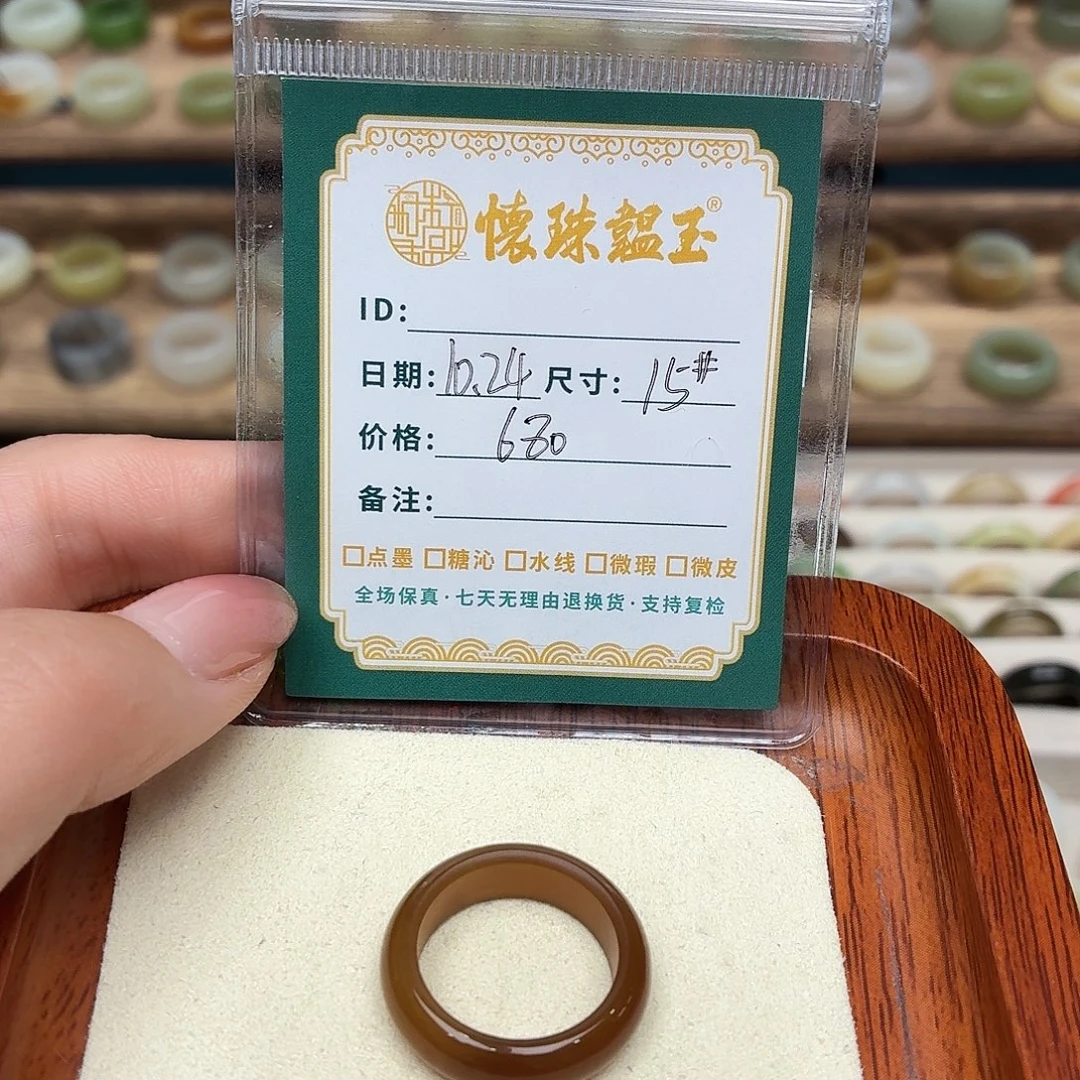 懷珠韞玉®
ID:
日期: 10.24 尺寸: 15#
价格: 680
备注:
□点墨 □糖沁 □水线 □微瑕 □微皮
全场保真·七天无理由退换货·支持复检